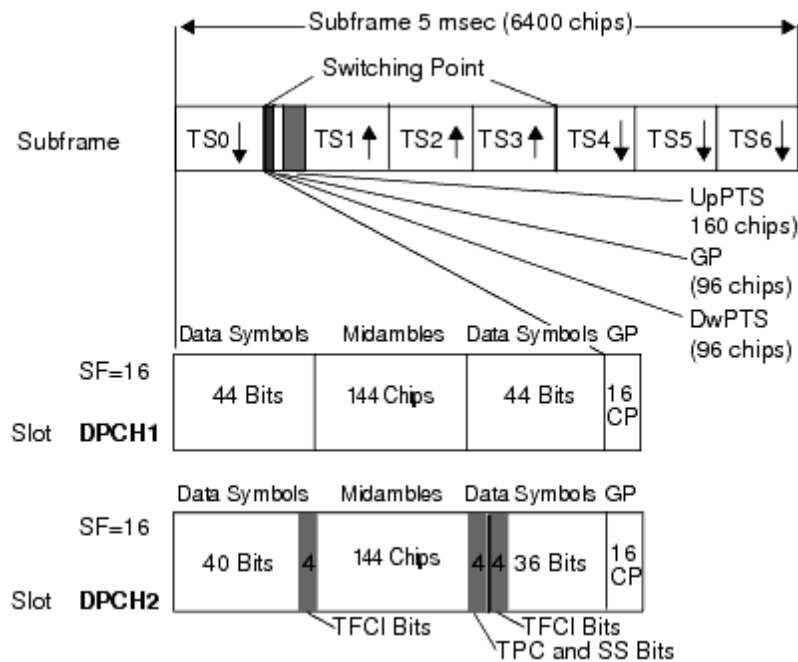 Subframe 5 msec (6400 chips)
Switching Point
Subframe
TS0 TS1 TS2 TS3 TS4 TS5 TS6
UpPTS
160 chips)
GP
(96 chips)
DwPTS
(96 chips)
Data Symbols Midambles Data Symbols GP
SF=16
44 Bits 144 Chips 44 Bits 16
CP
Slot DPCH1
Data Symbols Midambles Data Symbols GP
SF=16
40 Bits 4 144 Chips 4 4 36 Bits 16
CP
Slot DPCH2
TFCI Bits TFCI Bits
TPC and SS Bits